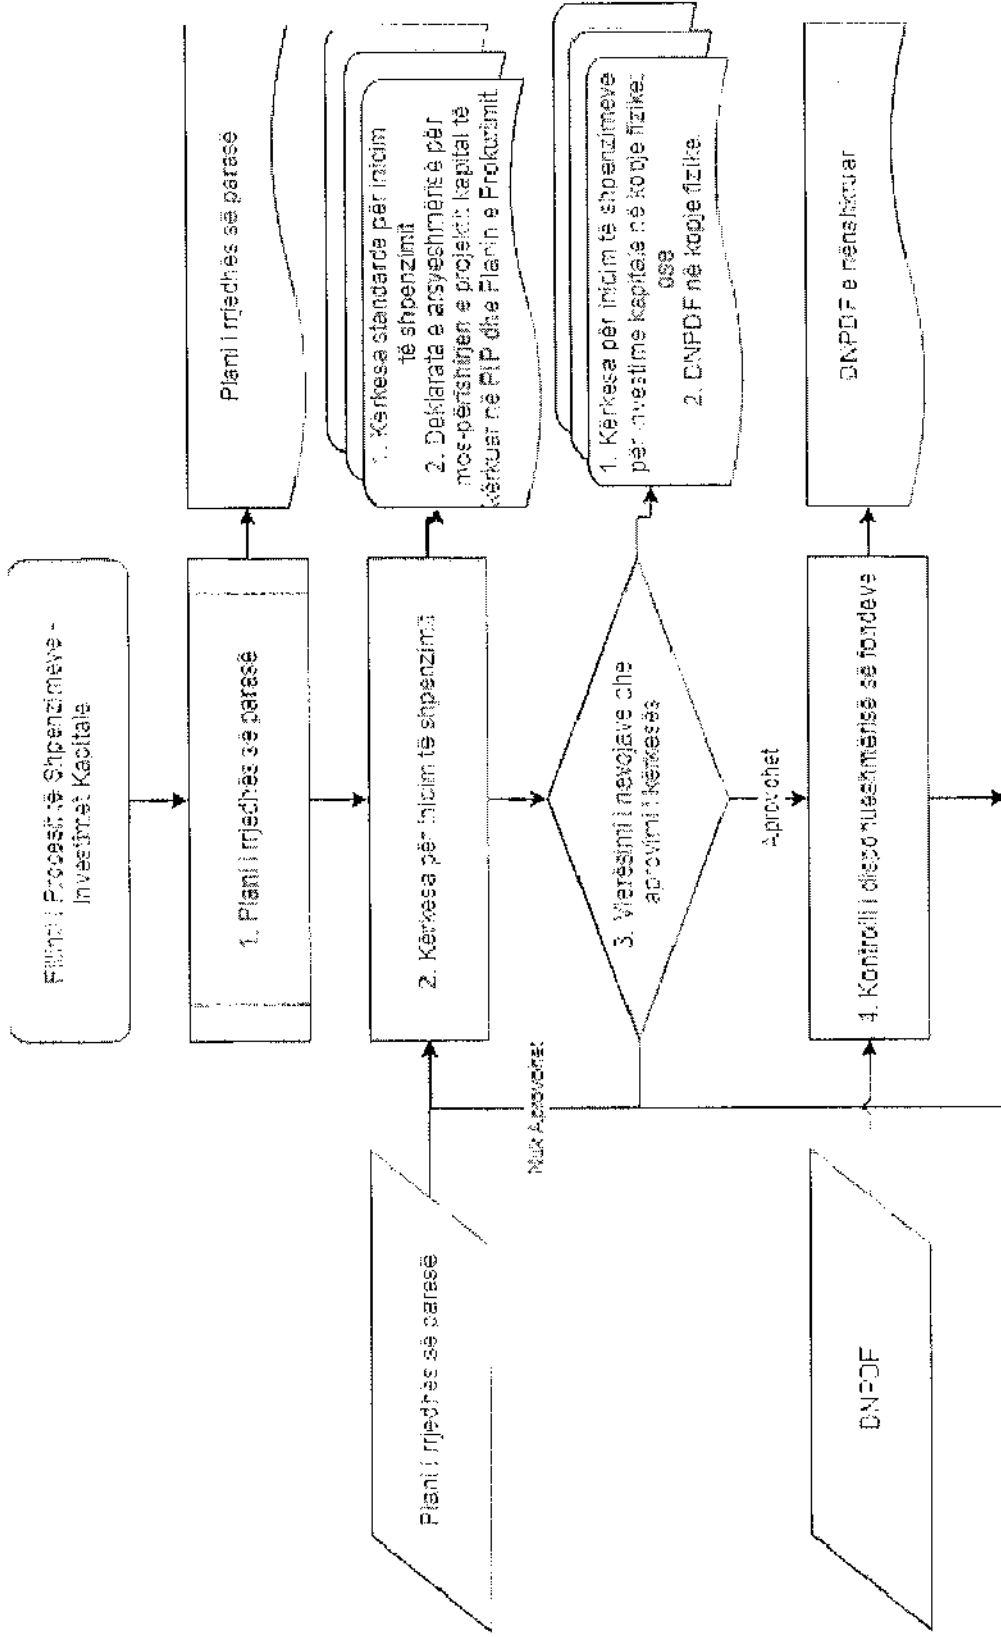 Fillimi i Procesit të Shpenzimeve -
Investimet Kapitale
1. Plani i rrjedhës së parasë
Plani i rrjedhës së parasë
Plani i rrjedhës së parasë
2. Kërkesa për inicim të shpenzimit
1. Kërkesa standarde për inicim
të shpenzimit
2. Deklarata e arsyeshmërisë për
mos-përfshirjen e projektit kapital të
kërkuar në PIP dhe Planin e Prokurimit.
Nuk Aprovohet
3. Vlerësimi i nevojave dhe
aprovimi i kërkesës
1. Kërkesa për inicim të shpenzimeve
për investime kapitale në kopje fizike;
ose
2. DNPDF në kopje fizike.
Aprovohet
DNPDF
4. Kontrolli i disponueshmërisë së fondeve
DNPDF e nënshkruar